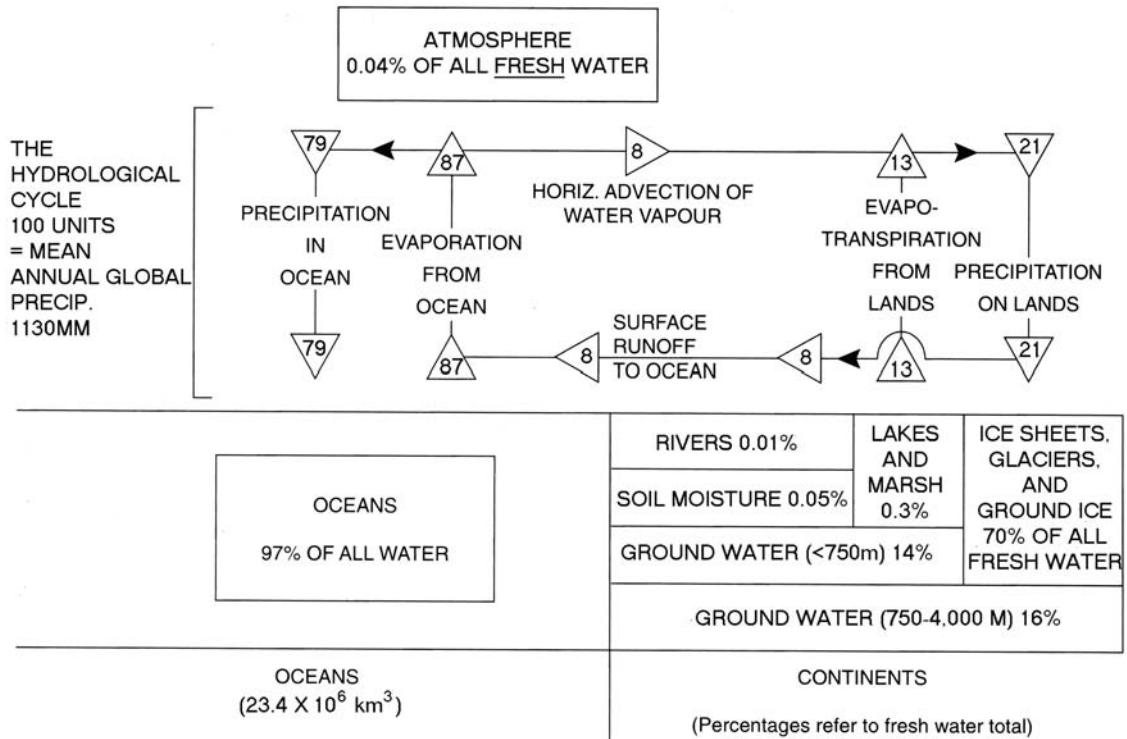 ATMOSPHERE
0.04% OF ALL FRESH WATER
THE
HYDROLOGICAL
CYCLE
100 UNITS
= MEAN
ANNUAL GLOBAL
PRECIP.
1130MM
79
87
8
13
21
HORIZ. ADVECTION OF
WATER VAPOUR
PRECIPITATION
IN
OCEAN
EVAPORATION
FROM
OCEAN
EVAPO-
TRANSPIRATION
FROM
LANDS
PRECIPITATION
ON LANDS
SURFACE
RUNOFF
TO OCEAN
79
87
8
8
13
21
OCEANS
97% OF ALL WATER
RIVERS 0.01%
SOIL MOISTURE 0.05%
LAKES
AND
MARSH
0.3%
ICE SHEETS,
GLACIERS,
AND
GROUND ICE
70% OF ALL
FRESH WATER
GROUND WATER (<750m) 14%
GROUND WATER (750-4,000 M) 16%
OCEANS
(23.4 X 10⁶ km³)
CONTINENTS
(Percentages refer to fresh water total)